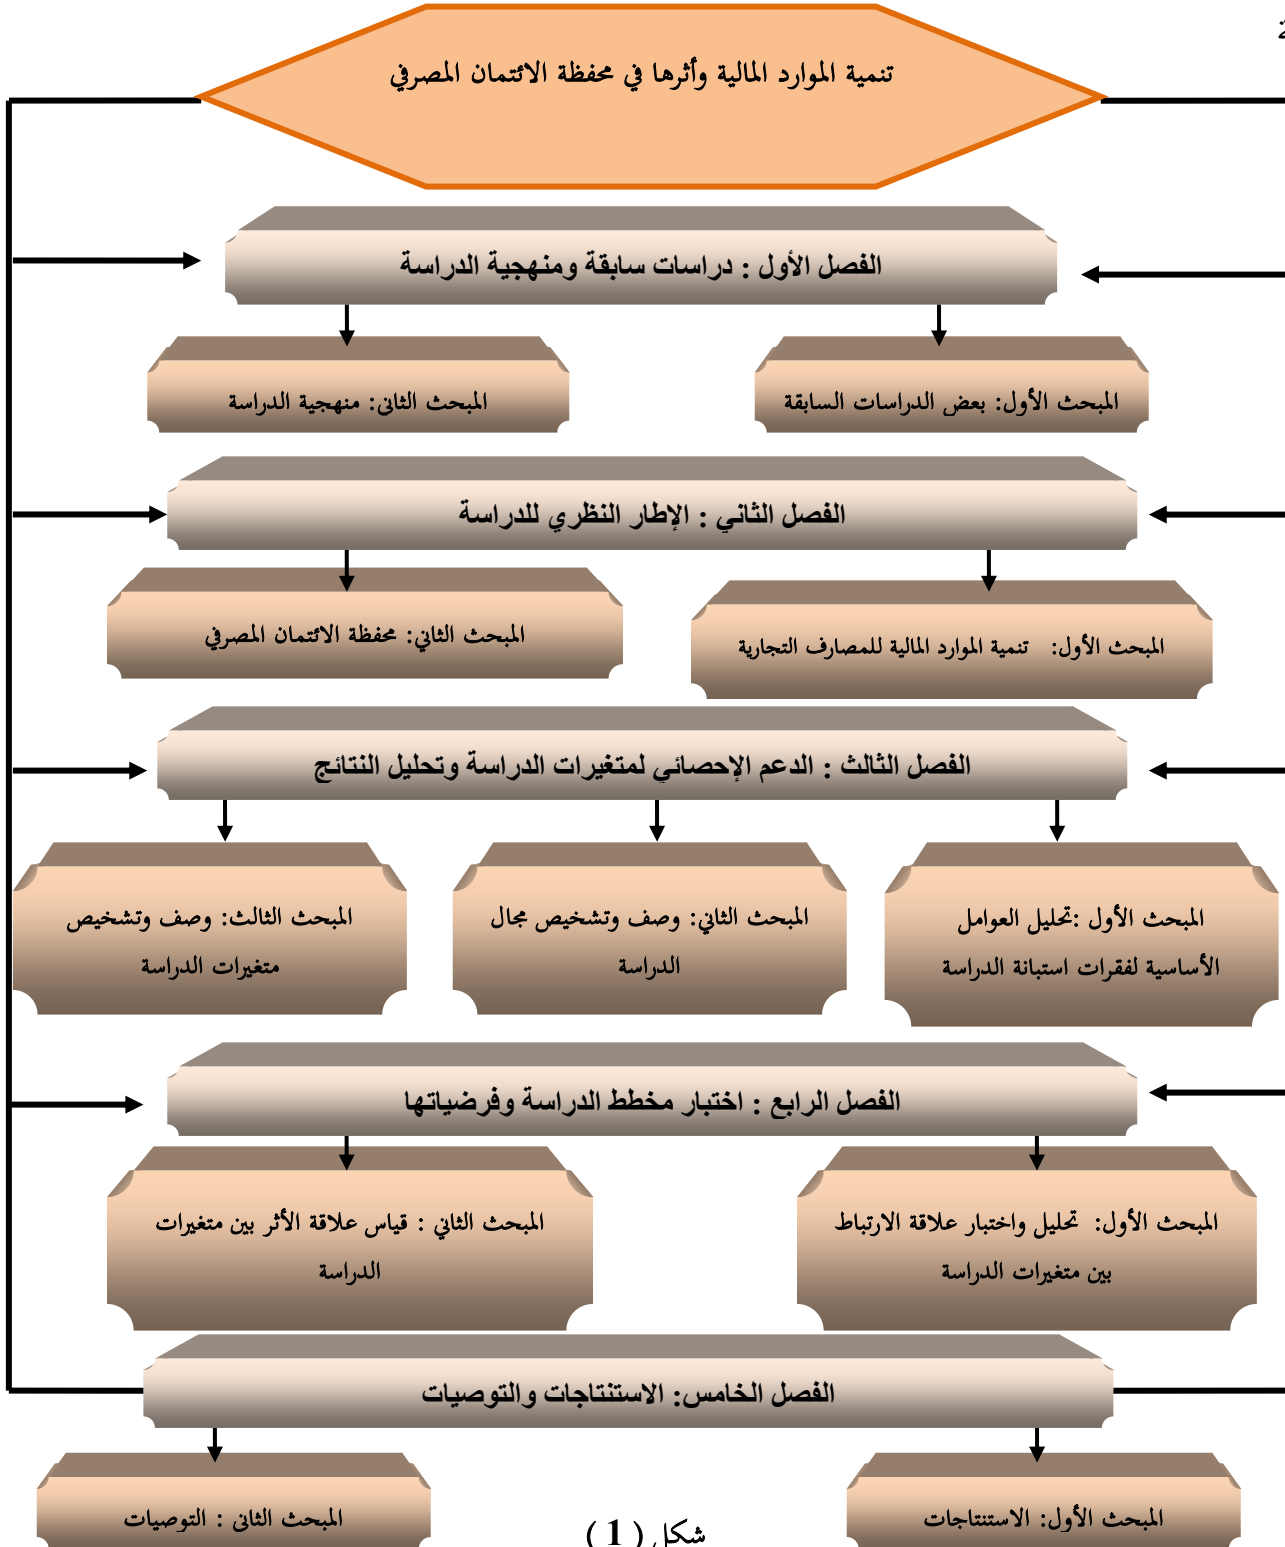 ة
تنمية الموارد المالية وأثرها في محفظة الائتمان المصرفي
الفصل الأول : دراسات سابقة ومنهجية الدراسة
المبحث الأول: بعض الدراسات السابقة
المبحث الثاني: منهجية الدراسة
الفصل الثاني : الإطار النظري للدراسة
المبحث الأول: تنمية الموارد المالية للمصارف التجارية
المبحث الثاني: محفظة الائتمان المصرفي
الفصل الثالث : الدعم الإحصائي لمتغيرات الدراسة وتحليل النتائج
المبحث الأول :تحليل العوامل
الأساسية لفقرات استبانة الدراسة
المبحث الثاني: وصف وتشخيص مجال
الدراسة
المبحث الثالث: وصف وتشخيص
متغيرات الدراسة
الفصل الرابع : اختبار مخطط الدراسة وفرضياتها
المبحث الأول: تحليل واختبار علاقة الارتباط
بين متغيرات الدراسة
المبحث الثاني : قياس علاقة الأثر بين متغيرات
الدراسة
الفصل الخامس: الاستنتاجات والتوصيات
المبحث الأول: الاستنتاجات
المبحث الثاني : التوصيات
شكل ( 1 )